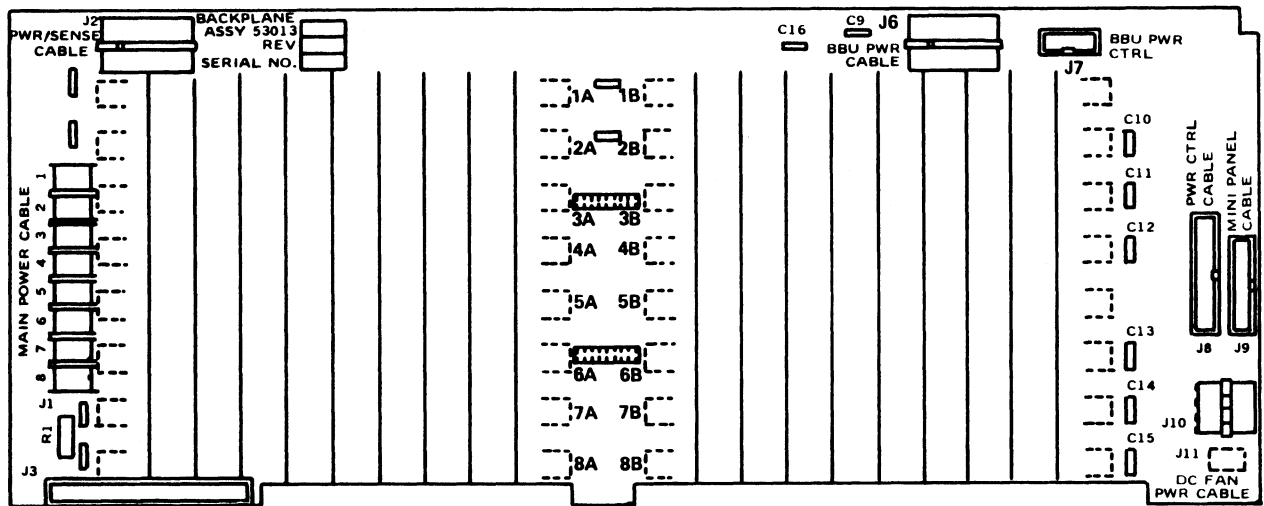 J2
PWR/SENSE
CABLE
BACKPLANE
ASSY 53013
REV
SERIAL NO.
C16
C9
J6
BBU PWR
CABLE
BBU PWR
CTRL
J7
MAIN POWER CABLE
1
2
3
4
5
6
7
8
J1
R1
J3
1A 1B
2A 2B
3A 3B
4A 4B
5A 5B
6A 6B
7A 7B
8A 8B
C10
C11
C12
C13
C14
C15
PWR CTRL
CABLE
MINI PANEL
CABLE
J8
J9
J10
J11
DC FAN
PWR CABLE